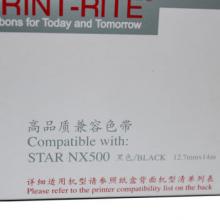 RINT-RITE®
bons for Today and Tomorrow
高品质兼容色带
Compatible with:
STAR NX500 黑色/BLACK 12.7mm×14m
详细适用机型请参照纸盒背面机型清单列表
Please refer to the printer compatibility list on the back